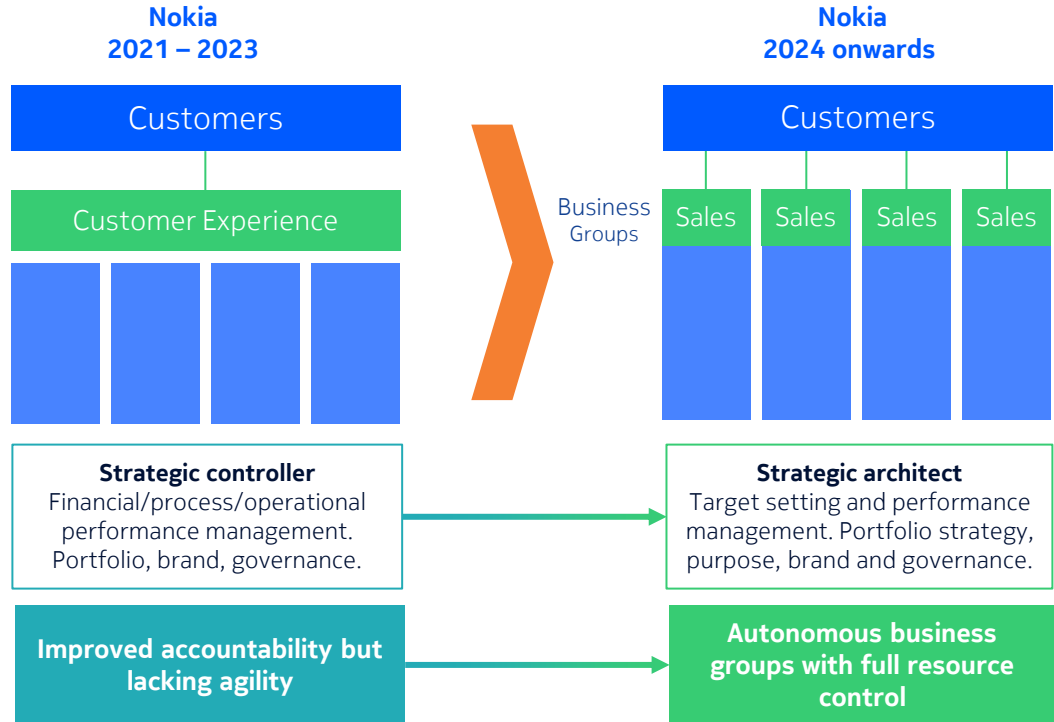 Nokia
2021 – 2023
Customers
Customer Experience
Business
Groups
Nokia
2024 onwards
Customers
Sales
Sales
Sales
Sales
Strategic controller
Financial/process/operational
performance management.
Portfolio, brand, governance.
Strategic architect
Target setting and performance
management. Portfolio strategy,
purpose, brand and governance.
Improved accountability but
lacking agility
Autonomous business
groups with full resource
control